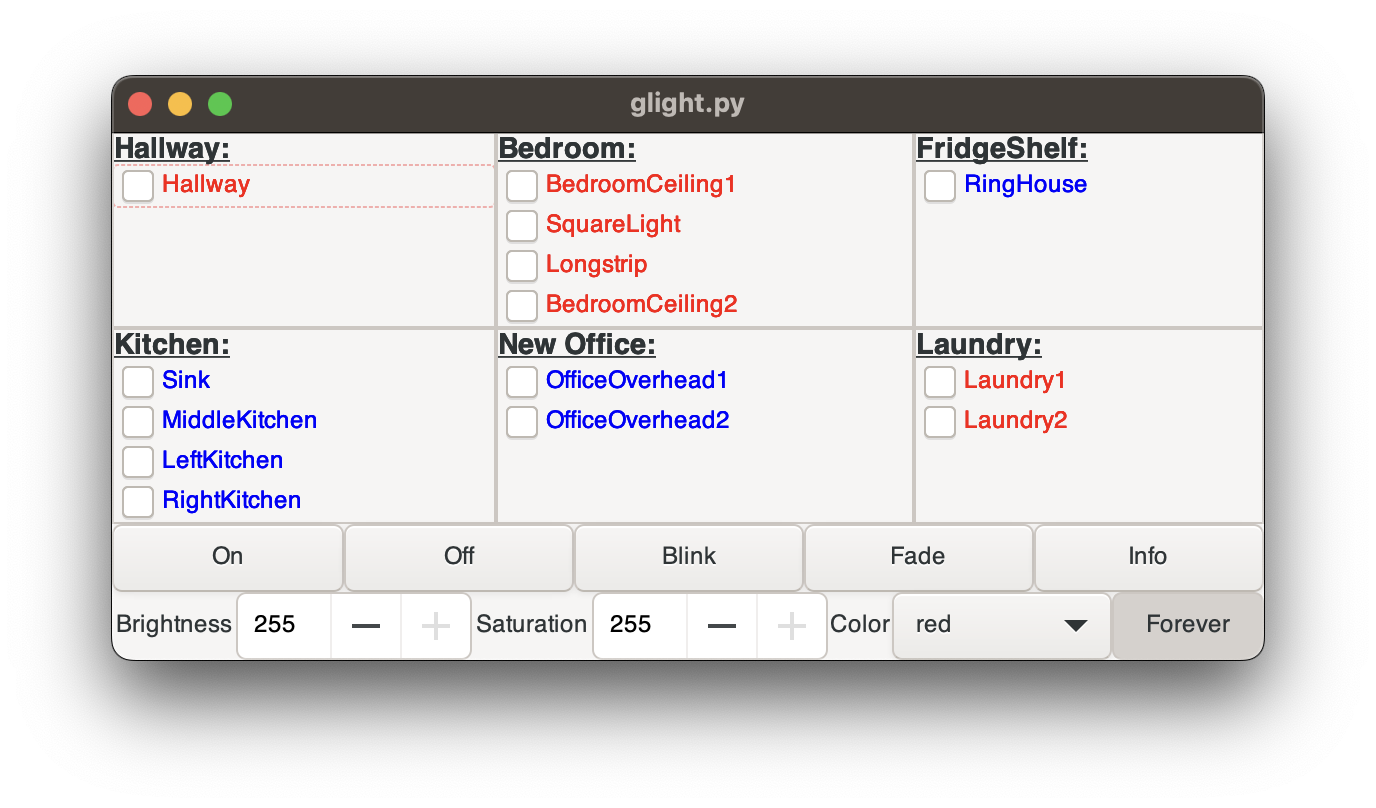 glight.py
Hallway:
Hallway
Bedroom:
BedroomCeiling1
SquareLight
Longstrip
BedroomCeiling2
FridgeShelf:
RingHouse
Kitchen:
Sink
MiddleKitchen
LeftKitchen
RightKitchen
New Office:
OfficeOverhead1
OfficeOverhead2
Laundry:
Laundry1
Laundry2
On Off Blink Fade Info
Brightness 255 Saturation 255 Color red Forever